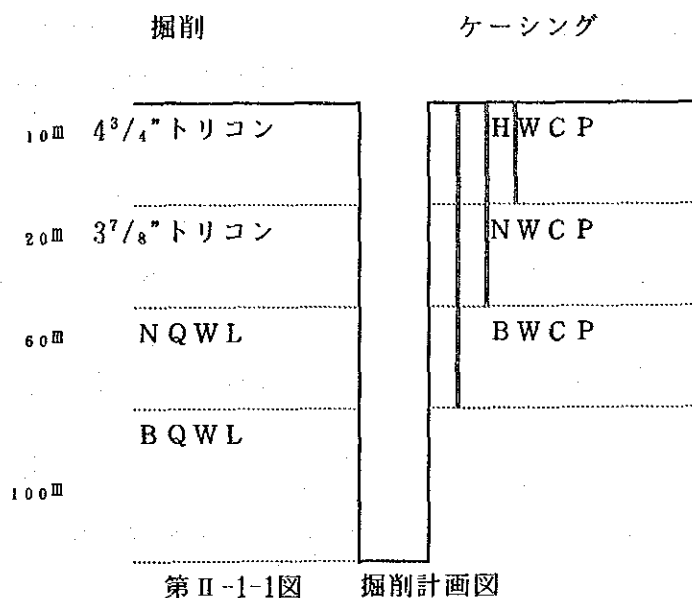 掘削 ケーシング
10m 4³/₄"トリコン HWCP
20m 3⁷/₈"トリコン NWCP
60m NQWL BWCP
BQWL
100m
第Ⅱ-1-1図 掘削計画図